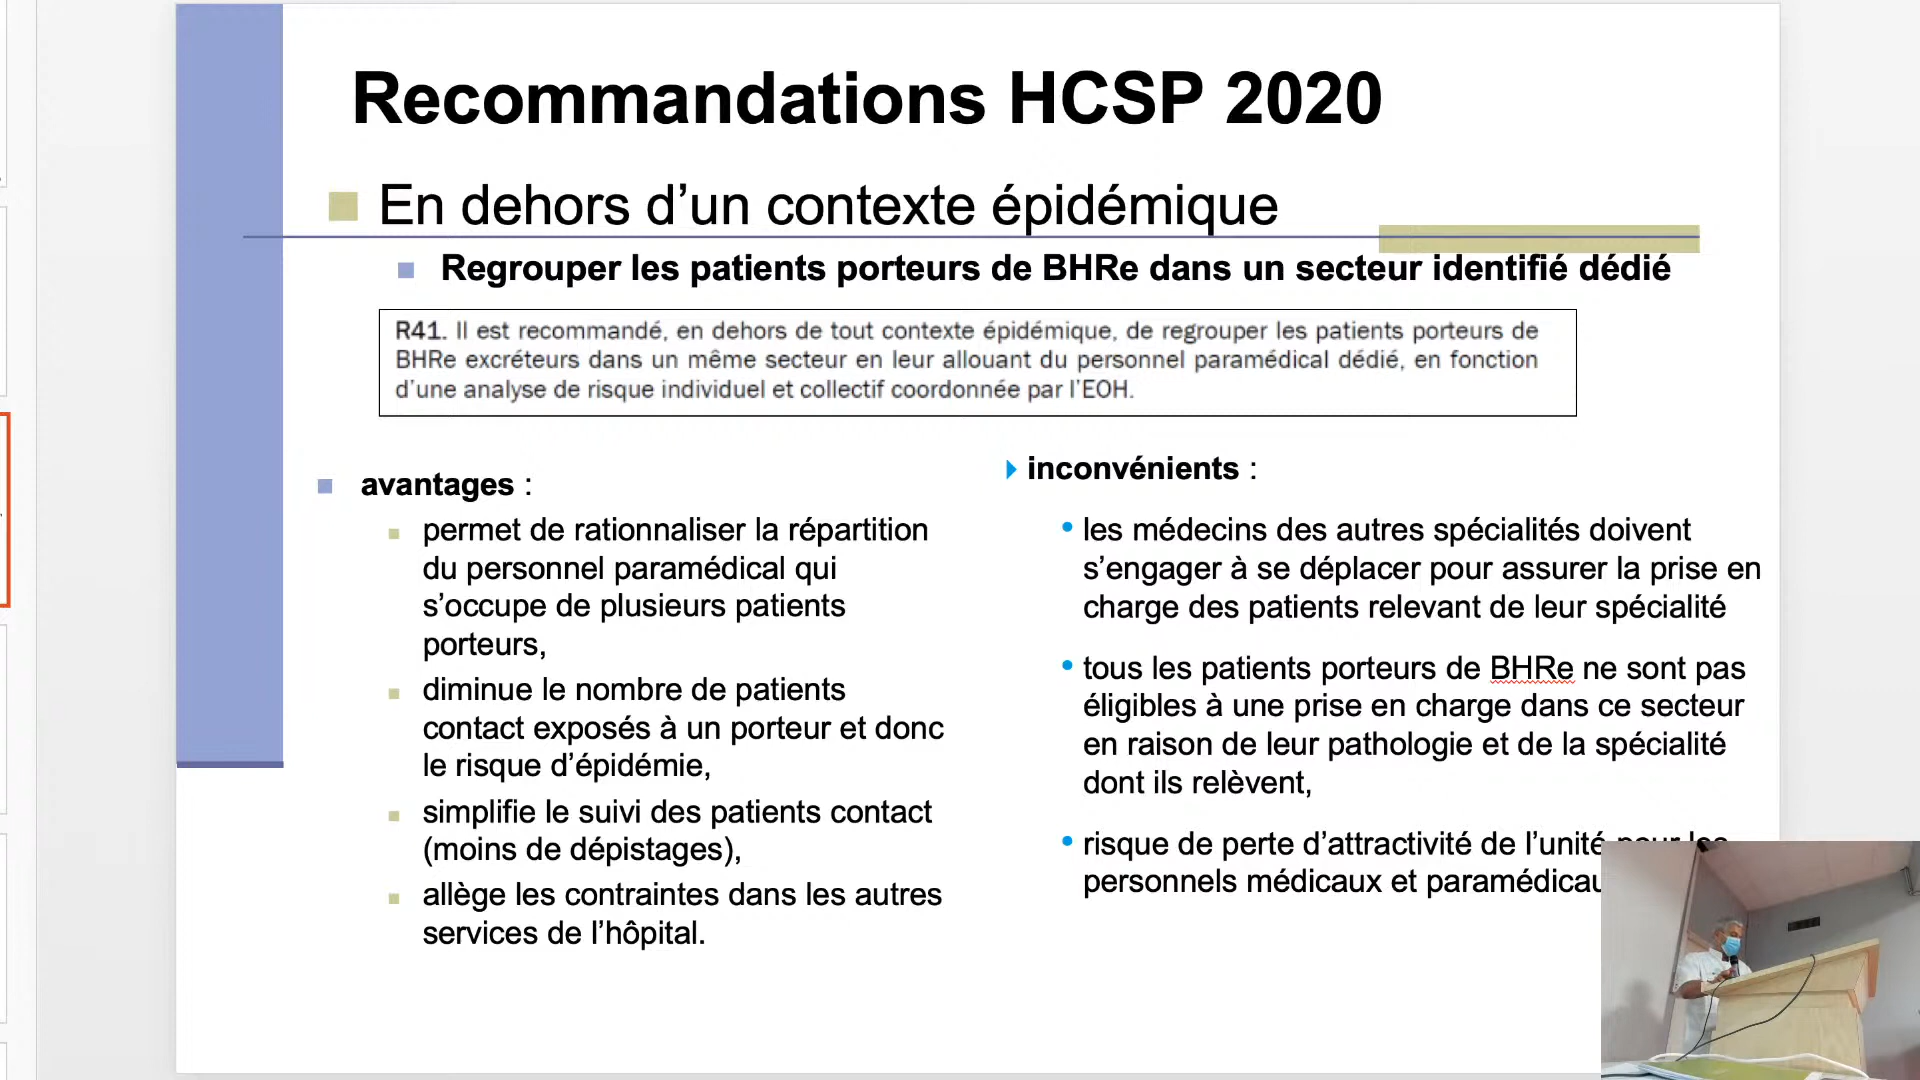 Recommandations HCSP 2020
En dehors d’un contexte épidémique
Regrouper les patients porteurs de BHRe dans un secteur identifié dédié
R41. Il est recommandé, en dehors de tout contexte épidémique, de regrouper les patients porteurs de
BHRe excréteurs dans un même secteur en leur allouant du personnel paramédical dédié, en fonction
d’une analyse de risque individuel et collectif coordonnée par l’EOH.
avantages :
permet de rationnaliser la répartition
du personnel paramédical qui
s’occupe de plusieurs patients
porteurs,
diminue le nombre de patients
contact exposés à un porteur et donc
le risque d’épidémie,
simplifie le suivi des patients contact
(moins de dépistages),
allège les contraintes dans les autres
services de l’hôpital.
inconvénients :
les médecins des autres spécialités doivent
s’engager à se déplacer pour assurer la prise en
charge des patients relevant de leur spécialité
tous les patients porteurs de BHRe ne sont pas
éligibles à une prise en charge dans ce secteur
en raison de leur pathologie et de la spécialité
dont ils relèvent,
risque de perte d’attractivité de l’unité pour les
personnels médicaux et